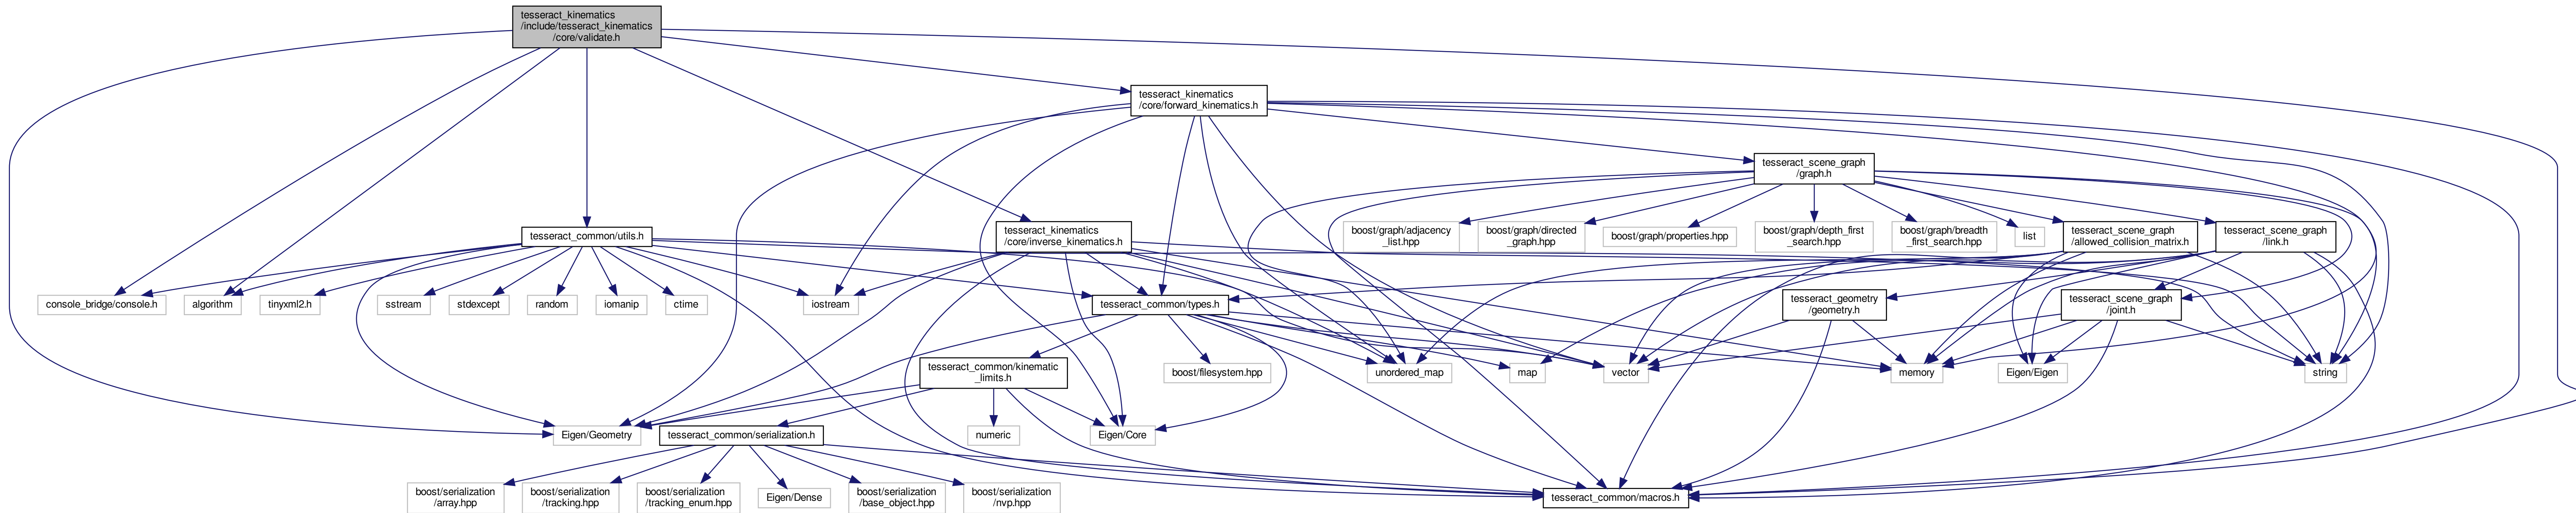 tesseract_kinematics
/include/tesseract_kinematics
/core/validate.h
tesseract_kinematics
/core/forward_kinematics.h
tesseract_scene_graph
/graph.h
tesseract_common/utils.h
tesseract_kinematics
/core/inverse_kinematics.h
boost/graph/adjacency
_list.hpp
boost/graph/directed
_graph.hpp
boost/graph/properties.hpp
boost/graph/depth_first
_search.hpp
boost/graph/breadth
_first_search.hpp
list
tesseract_scene_graph
/allowed_collision_matrix.h
tesseract_scene_graph
/link.h
console_bridge/console.h
algorithm
tinyxml2.h
sstream
stdexcept
random
iomanip
ctime
iostream
tesseract_common/types.h
tesseract_geometry
/geometry.h
tesseract_scene_graph
/joint.h
tesseract_common/kinematic
_limits.h
boost/filesystem.hpp
unordered_map
map
vector
memory
Eigen/Eigen
string
Eigen/Geometry
tesseract_common/serialization.h
numeric
Eigen/Core
boost/serialization
/array.hpp
boost/serialization
/tracking.hpp
boost/serialization
/tracking_enum.hpp
Eigen/Dense
boost/serialization
/base_object.hpp
boost/serialization
/nvp.hpp
tesseract_common/macros.h